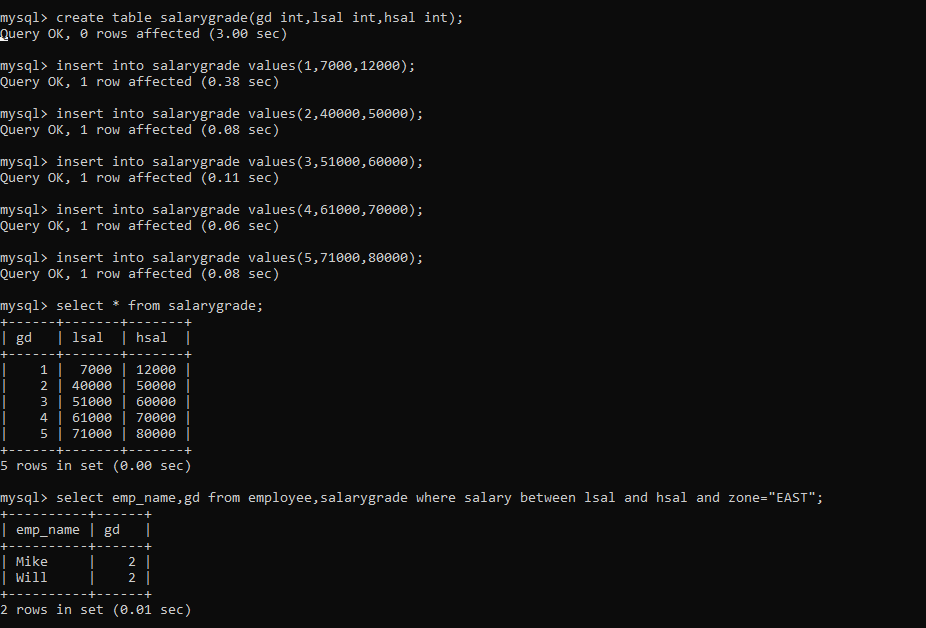 mysql> create table salarygrade(gd int,lsal int,hsal int);
Query OK, 0 rows affected (3.00 sec)
mysql> insert into salarygrade values(1,7000,12000);
Query OK, 1 row affected (0.38 sec)
mysql> insert into salarygrade values(2,40000,50000);
Query OK, 1 row affected (0.08 sec)
mysql> insert into salarygrade values(3,51000,60000);
Query OK, 1 row affected (0.11 sec)
mysql> insert into salarygrade values(4,61000,70000);
Query OK, 1 row affected (0.06 sec)
mysql> insert into salarygrade values(5,71000,80000);
Query OK, 1 row affected (0.08 sec)
mysql> select * from salarygrade;
+------+-------+-------+
| gd   | lsal  | hsal  |
+------+-------+-------+
|    1 |  7000 | 12000 |
|    2 | 40000 | 50000 |
|    3 | 51000 | 60000 |
|    4 | 61000 | 70000 |
|    5 | 71000 | 80000 |
+------+-------+-------+
5 rows in set (0.00 sec)
mysql> select emp_name,gd from employee,salarygrade where salary between lsal and hsal and zone="EAST";
+----------+------+
| emp_name | gd   |
+----------+------+
| Mike     |    2 |
| Will     |    2 |
+----------+------+
2 rows in set (0.01 sec)